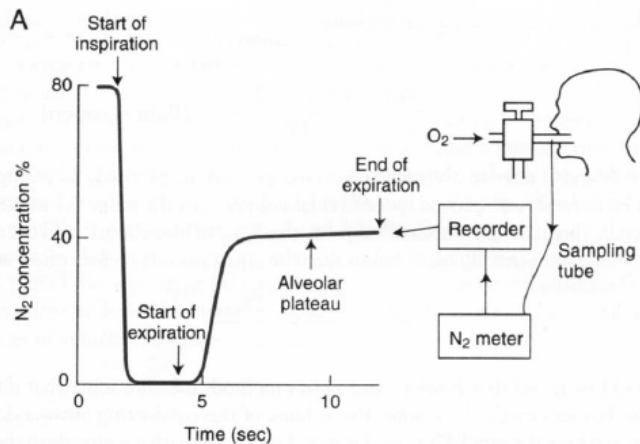 A
Start of
inspiration
80
40
0
N₂ concentration %
Start of
expiration
Alveolar
plateau
End of
expiration
5
10
Time (sec)
O₂
Recorder
Sampling
tube
N₂ meter